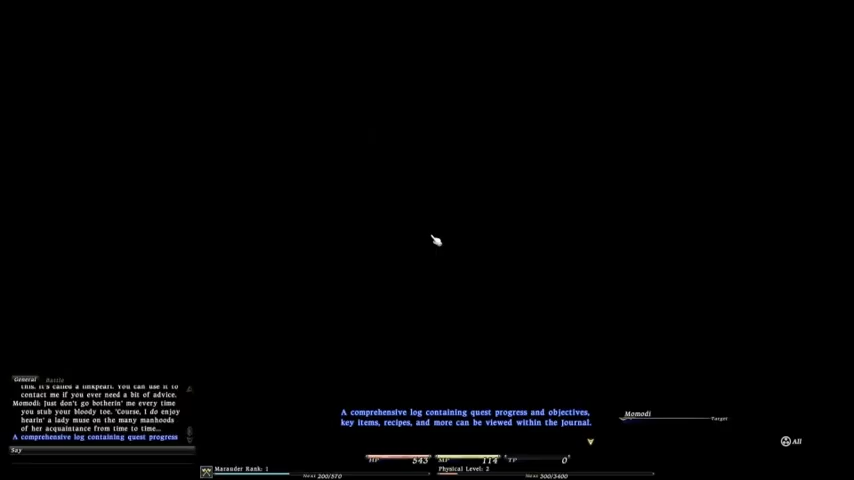 General Battle
this. It's called a linkpearl. You can use it to
contact me if you ever need a bit of advice.
Momodi: Just don't go botherin' me every time
you stub your bloody toe. 'Course, I do enjoy
hearin' a lady muse on the many manhoods
of her acquaintance from time to time...
A comprehensive log containing quest progress
Say
A comprehensive log containing quest progress and objectives,
key items, recipes, and more can be viewed within the journal.
Momodi
Target
All
HP 543 MP 114 TP 0
Marauder Rank: 1
Next 200/570
Physical Level: 2
Next 500/3400